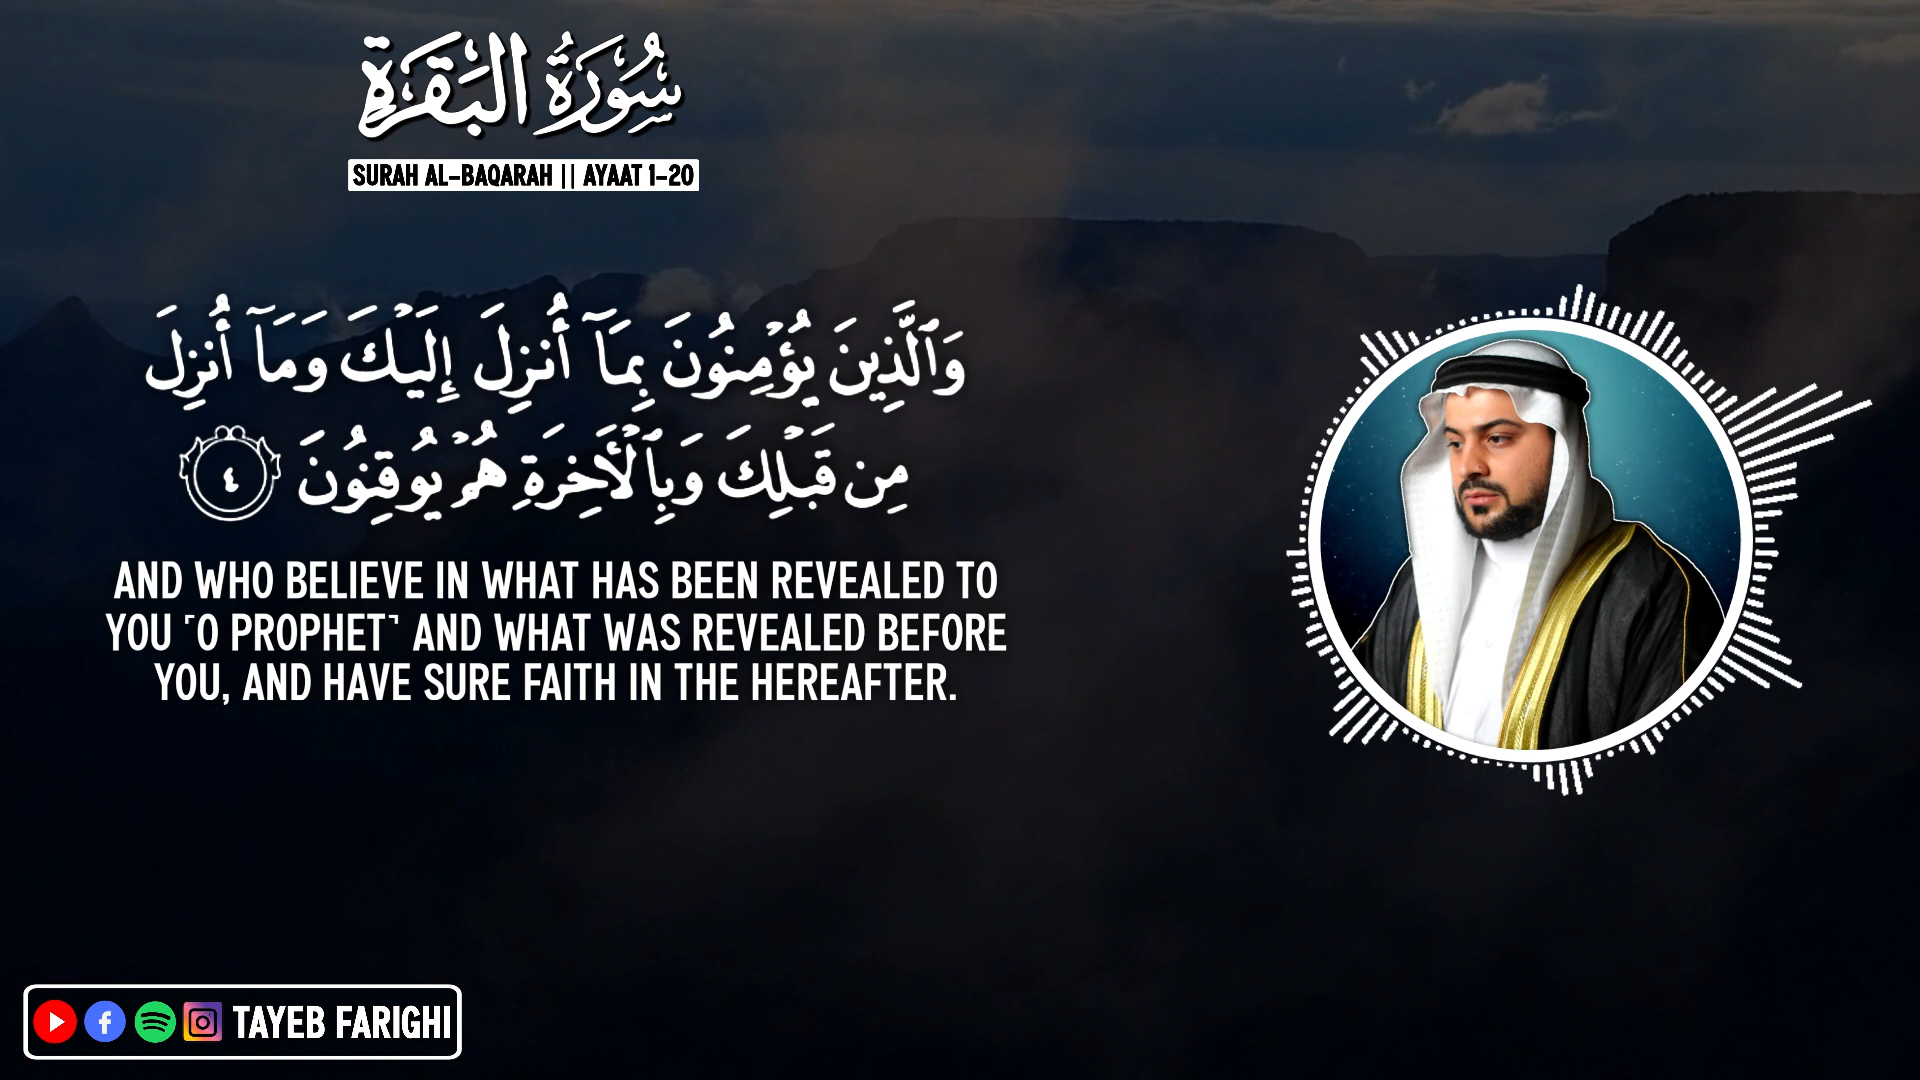 سُورَةُ البَقَرَةِ
SURAH AL-BAQARAH || AYAAT 1-20
وَٱلَّذِينَ يُؤۡمِنُونَ بِمَآ أُنزِلَ إِلَيۡكَ وَمَآ أُنزِلَ
مِن قَبۡلِكَ وَبِٱلۡأٓخِرَةِ هُمۡ يُوقِنُونَ ٤
AND WHO BELIEVE IN WHAT HAS BEEN REVEALED TO
YOU ˹O PROPHET˺ AND WHAT WAS REVEALED BEFORE
YOU, AND HAVE SURE FAITH IN THE HEREAFTER.
TAYEB FARIGHI